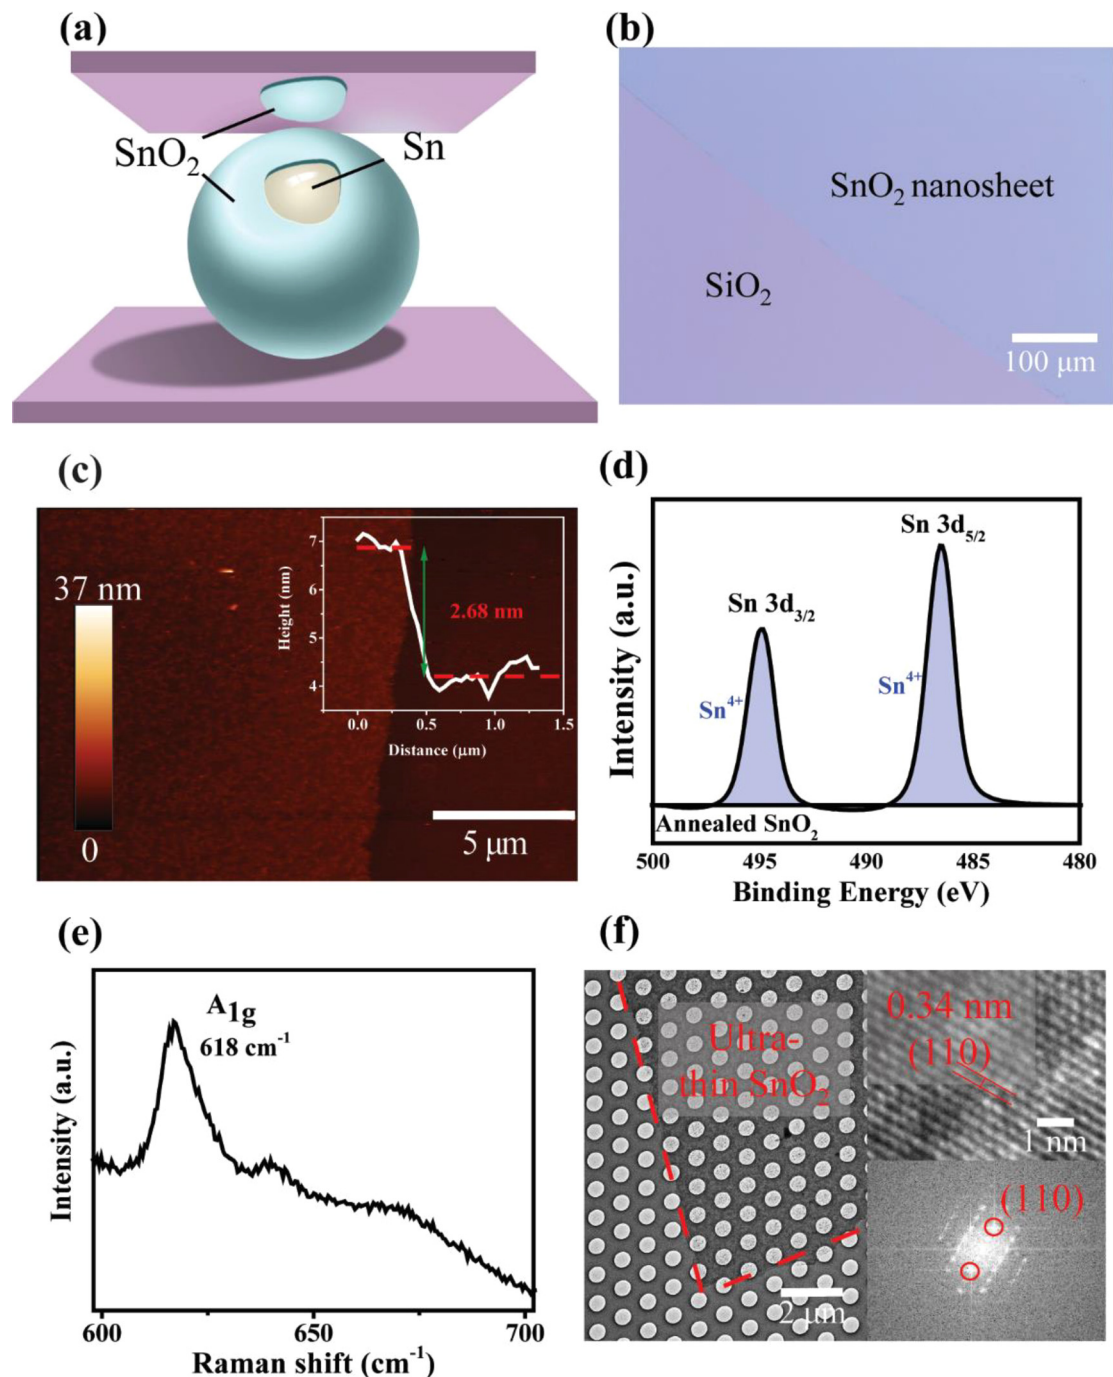 (a)
SnO₂
Sn
(b)
SnO₂ nanosheet
SiO₂
100 μm
(c)
37 nm
0
7
6
5
4
Height (nm)
2.68 nm
0.0 0.5 1.0 1.5
Distance (μm)
5 μm
(d)
Sn 3d₅/₂
Sn 3d₃/₂
Sn⁴⁺
Sn⁴⁺
Intensity (a.u.)
Annealed SnO₂
500 495 490 485 480
Binding Energy (eV)
(e)
A₁g
618 cm⁻¹
Intensity (a.u.)
600 650 700
Raman shift (cm⁻¹)
(f)
Ultra-
thin SnO₂
2 μm
0.34 nm
(110)
1 nm
(110)